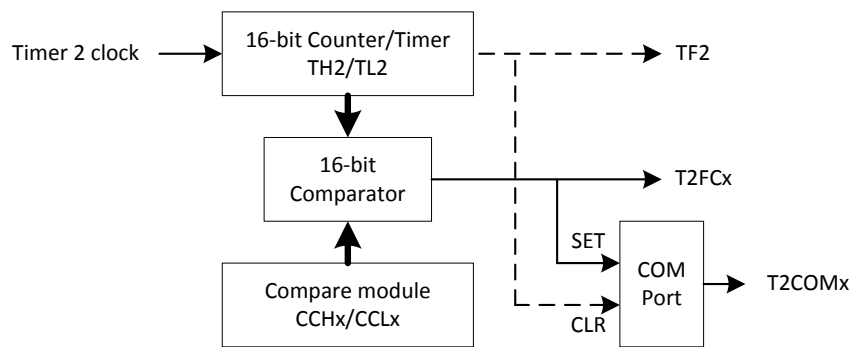 Timer 2 clock
16-bit Counter/Timer
TH2/TL2
TF2
16-bit
Comparator
T2FCx
SET
COM
Port
T2COMx
Compare module
CCHx/CCLx
CLR